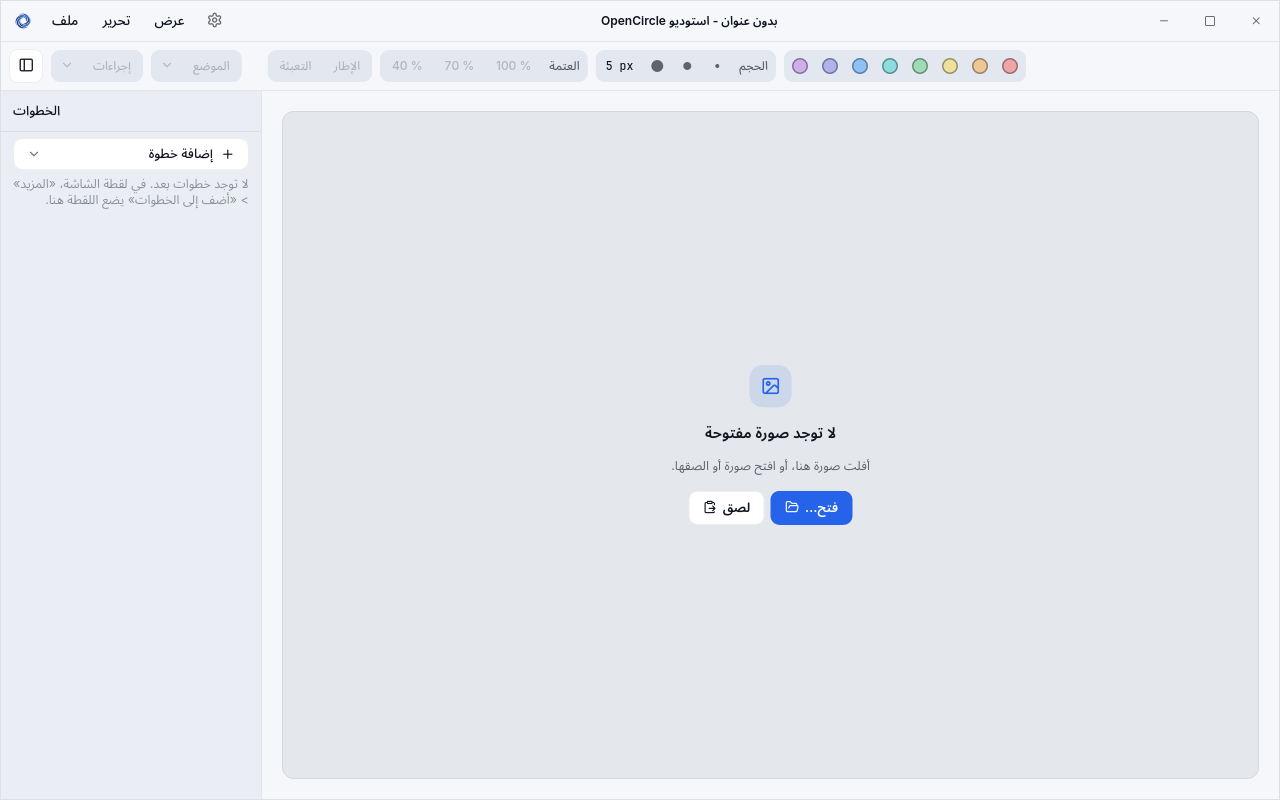 ملف
تحرير
عرض
بدون عنوان - استوديو OpenCircle
إجراءات
الموضع
التعبئة
الإطار
40 %
70 %
100 %
العتمة
5 px
الحجم
الخطوات
إضافة خطوة
لا توجد خطوات بعد. في لقطة الشاشة، «المزيد»
> «أضف إلى الخطوات» يضع اللقطة هنا.
لا توجد صورة مفتوحة
أفلت صورة هنا، أو افتح صورة أو الصقها.
فتح...
لصق